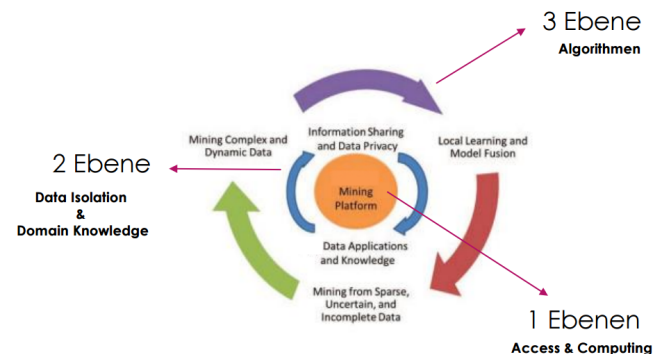 3 Ebene
Algorithmen
Mining Complex and
Dynamic Data
Information Sharing
and Data Privacy
Local Learning and
Model Fusion
2 Ebene
Data Isolation
&
Domain Knowledge
Mining
Platform
Data Applications
and Knowledge
Mining from Sparse,
Uncertain, and
Incomplete Data
1 Ebenen
Access & Computing